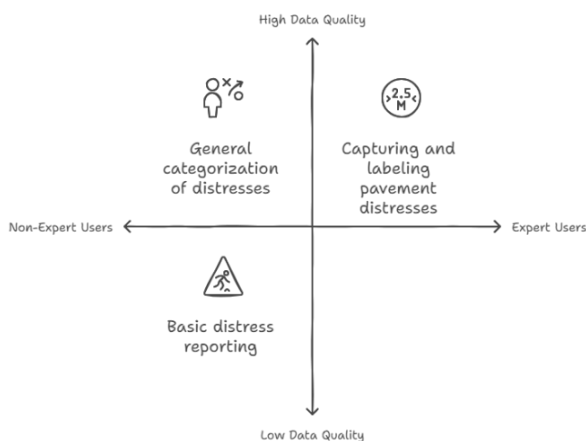 High Data Quality
>2.5<
M
General
categorization
of distresses
Capturing and
labeling
pavement
distresses
Non-Expert Users
Expert Users
Basic distress
reporting
Low Data Quality